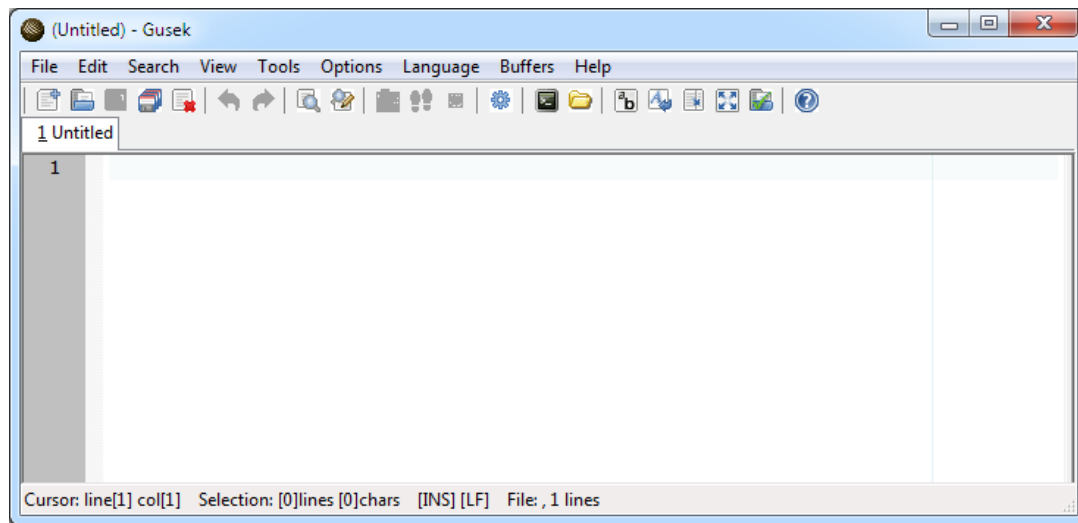 (Untitled) - Gusek
File Edit Search View Tools Options Language Buffers Help
1 Untitled
1
Cursor: line[1] col[1] Selection: [0]lines [0]chars [INS] [LF] File: , 1 lines